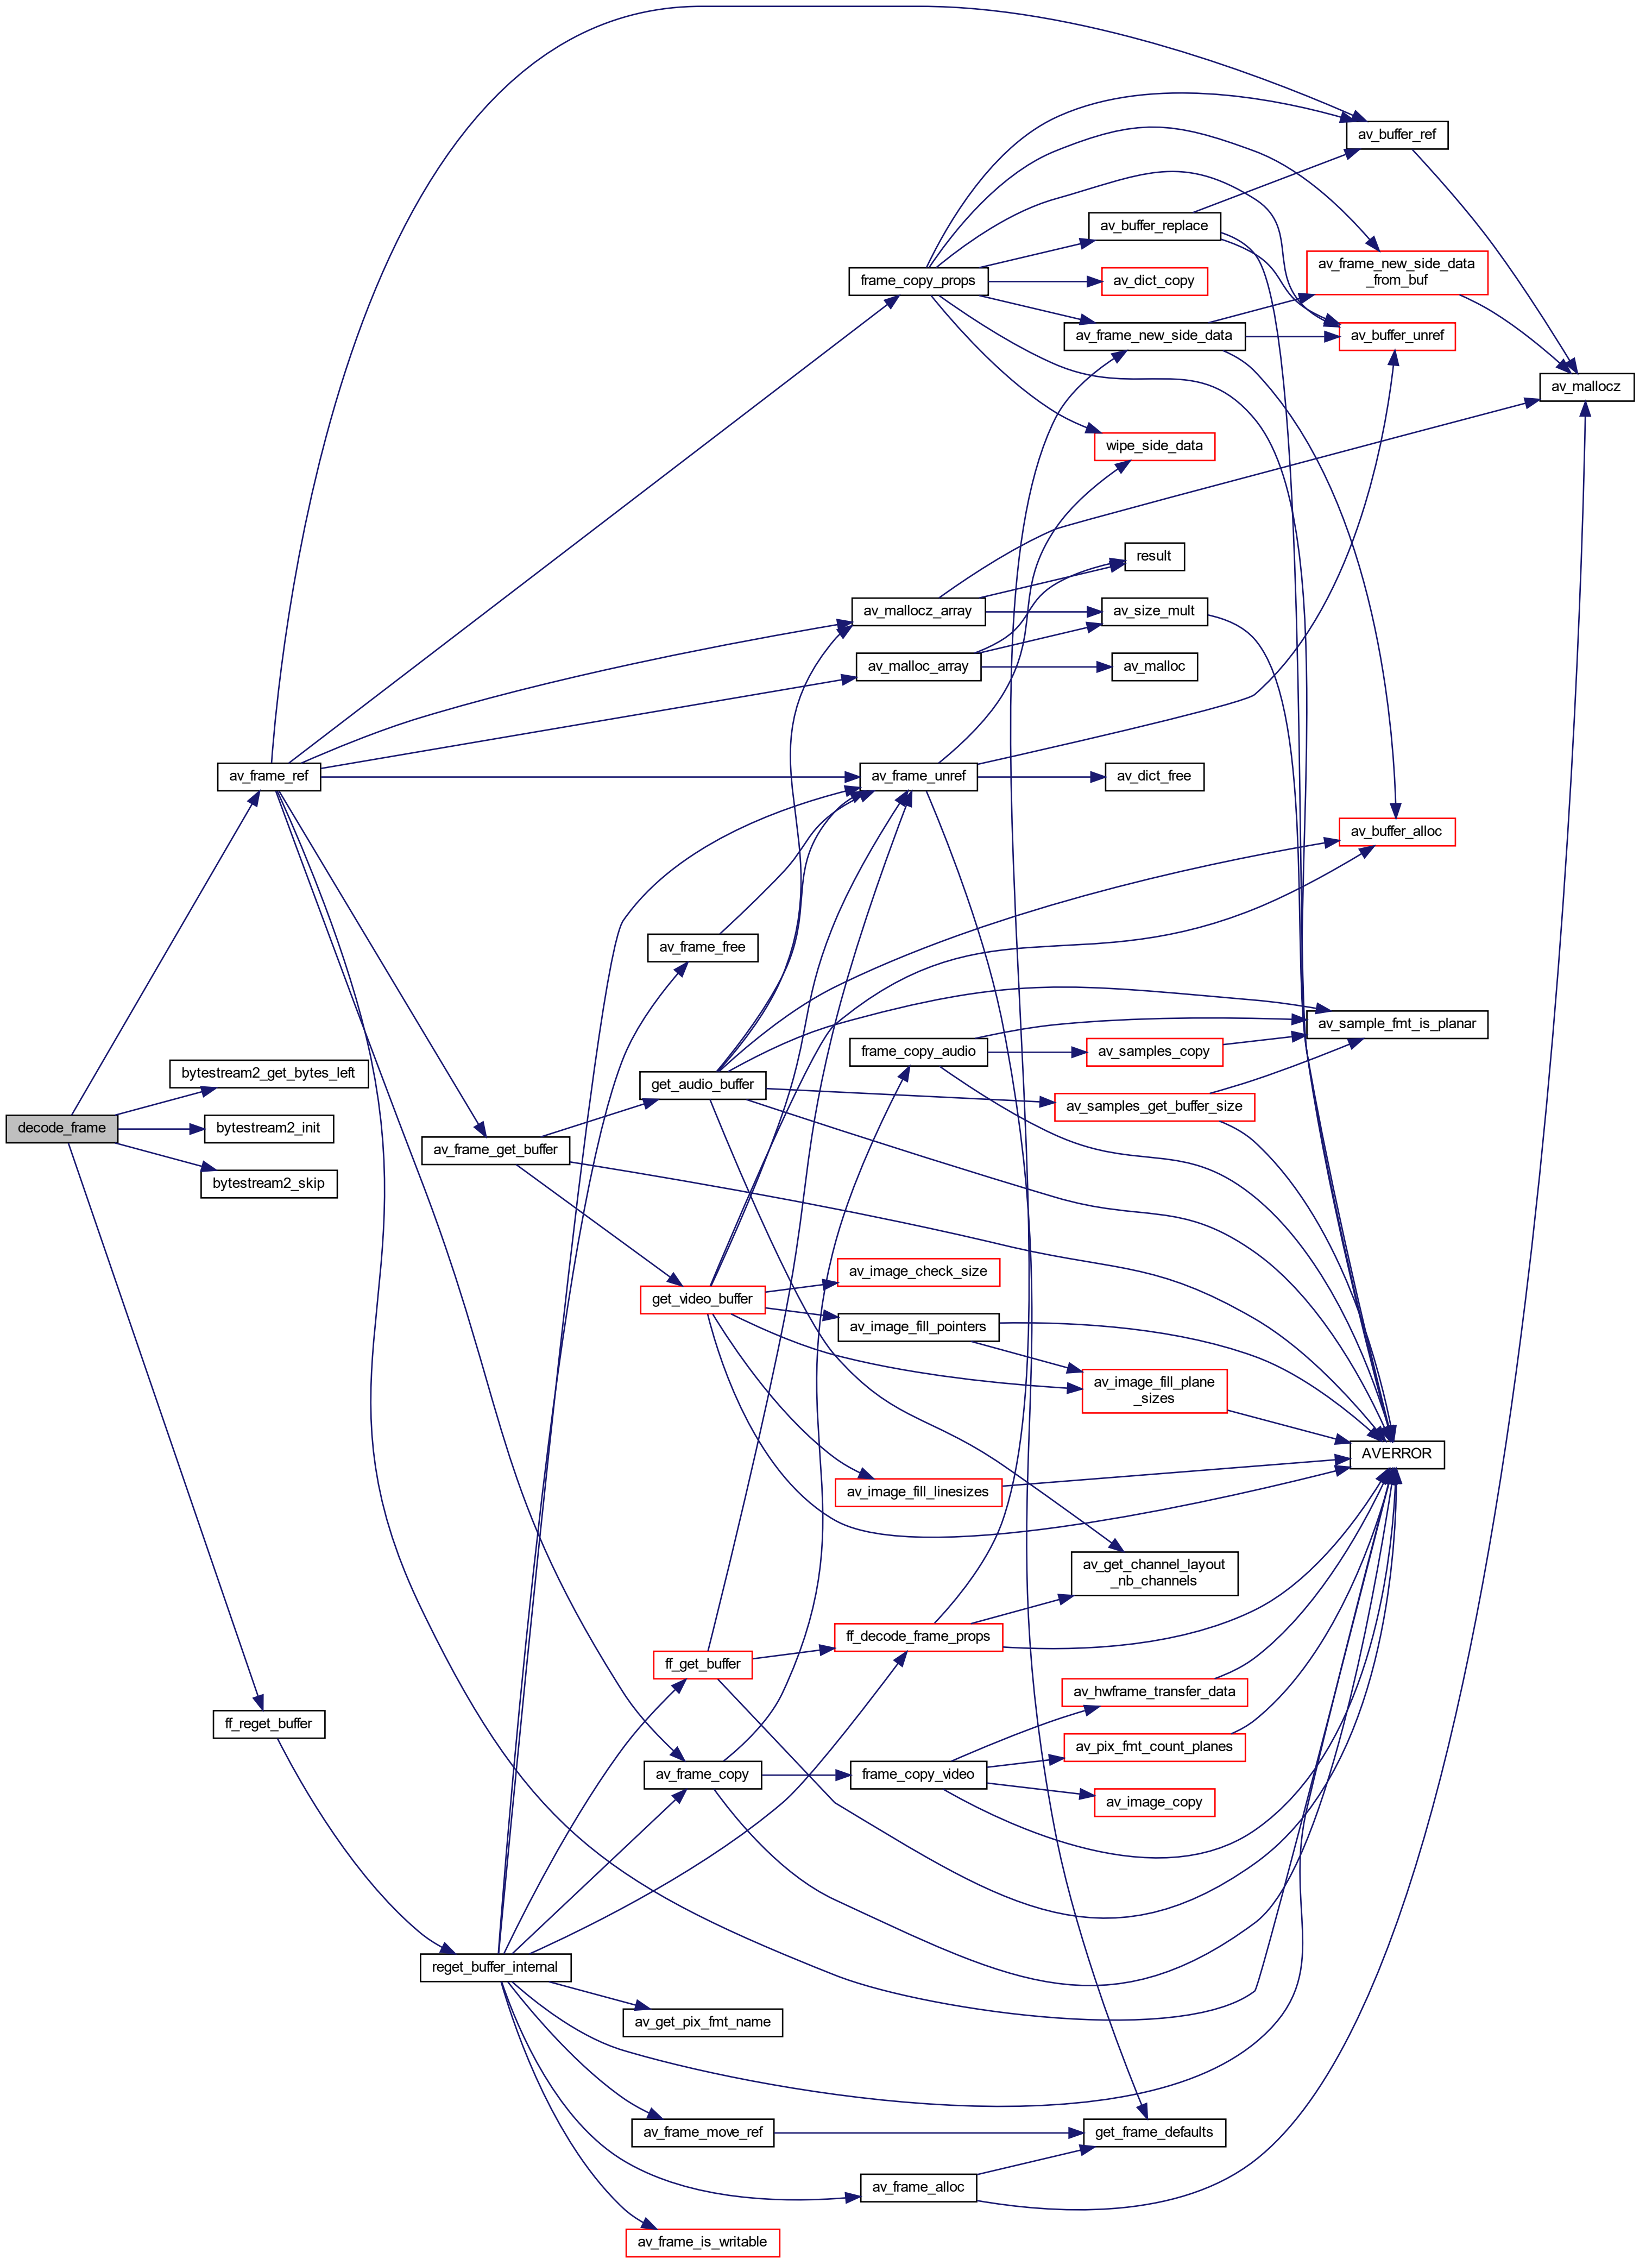 decode_frame
av_frame_ref
bytestream2_get_bytes_left
bytestream2_init
bytestream2_skip
ff_reget_buffer
av_frame_get_buffer
reget_buffer_internal
av_frame_free
get_audio_buffer
get_video_buffer
ff_get_buffer
av_frame_copy
av_get_pix_fmt_name
av_frame_move_ref
av_frame_is_writable
frame_copy_props
av_mallocz_array
av_malloc_array
av_frame_unref
frame_copy_audio
av_image_check_size
av_image_fill_pointers
av_image_fill_linesizes
ff_decode_frame_props
frame_copy_video
av_frame_alloc
av_buffer_replace
av_dict_copy
av_frame_new_side_data
wipe_side_data
result
av_size_mult
av_malloc
av_dict_free
av_samples_copy
av_samples_get_buffer_size
av_image_fill_plane
_sizes
av_get_channel_layout
_nb_channels
av_hwframe_transfer_data
av_pix_fmt_count_planes
av_image_copy
get_frame_defaults
av_buffer_ref
av_frame_new_side_data
_from_buf
av_buffer_unref
av_buffer_alloc
av_sample_fmt_is_planar
AVERROR
av_mallocz